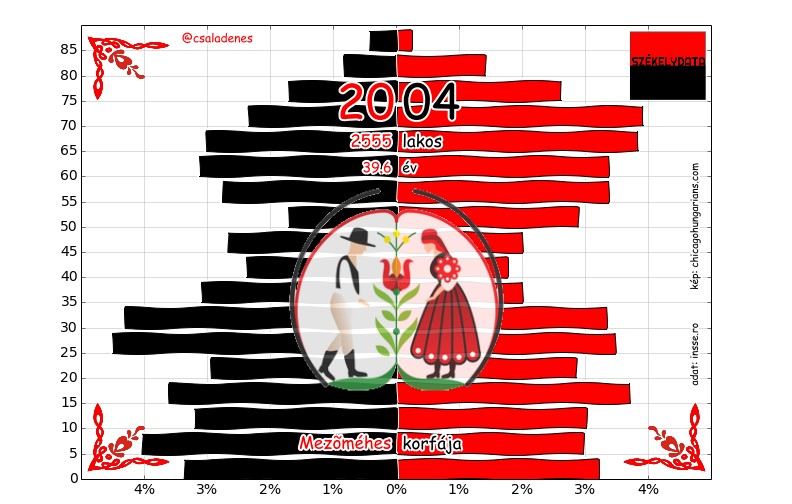 @csaladenes
SZÉKELYDATA
2004
2555 lakos
39.6 év
Mezőméhes korfája
kép: chicagohungarians.com
adat: insse.ro
85
80
75
70
65
60
55
50
45
40
35
30
25
20
15
10
5
0
4% 3% 2% 1% 0% 1% 2% 3% 4%